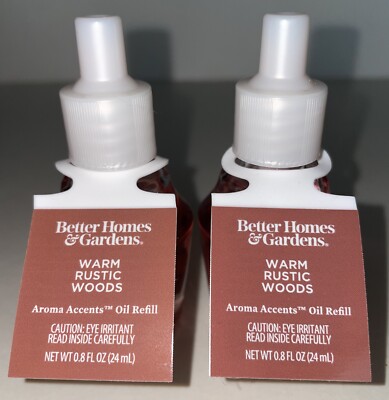 Better Homes
& Gardens®
WARM
RUSTIC
WOODS
Aroma Accents™ Oil Refill
CAUTION: EYE IRRITANT
READ INSIDE CAREFULLY
NET WT 0.8 FL OZ (24 mL)
Better Homes
& Gardens®
WARM
RUSTIC
WOODS
Aroma Accents™ Oil Refill
CAUTION: EYE IRRITANT
READ INSIDE CAREFULLY
NET WT 0.8 FL OZ (24 mL)